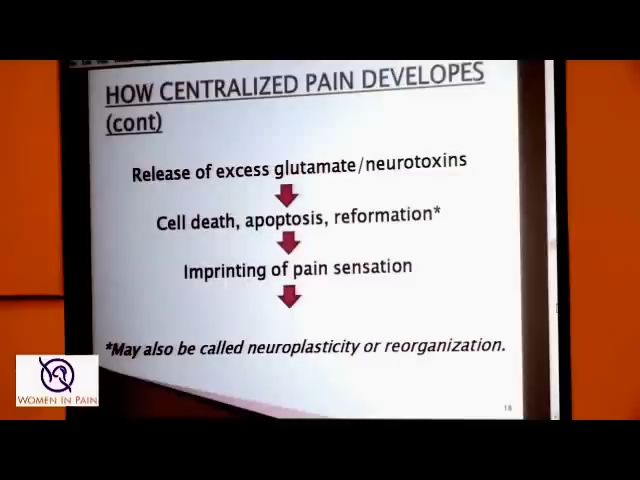 HOW CENTRALIZED PAIN DEVELOPES
(cont)
Release of excess glutamate/neurotoxins
Cell death, apoptosis, reformation*
Imprinting of pain sensation
*May also be called neuroplasticity or reorganization.
WOMEN IN PAIN
18